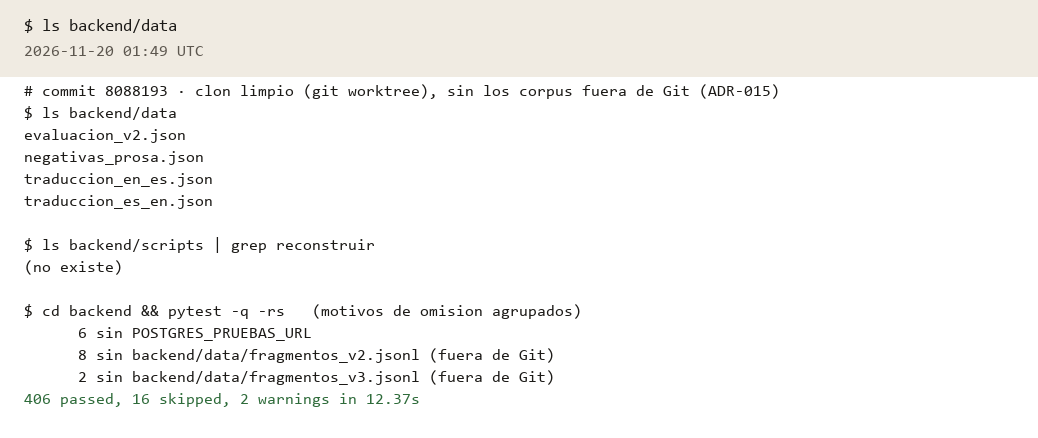 $ ls backend/data
2026-11-20 01:49 UTC
# commit 8088193 · clon limpio (git worktree), sin los corpus fuera de Git (ADR-015)
$ ls backend/data
evaluacion_v2.json
negativas_prosa.json
traduccion_en_es.json
traduccion_es_en.json
$ ls backend/scripts | grep reconstruir
(no existe)
$ cd backend && pytest -q -rs   (motivos de omision agrupados)
      6 sin POSTGRES_PRUEBAS_URL
      8 sin backend/data/fragmentos_v2.jsonl (fuera de Git)
      2 sin backend/data/fragmentos_v3.jsonl (fuera de Git)
406 passed, 16 skipped, 2 warnings in 12.37s